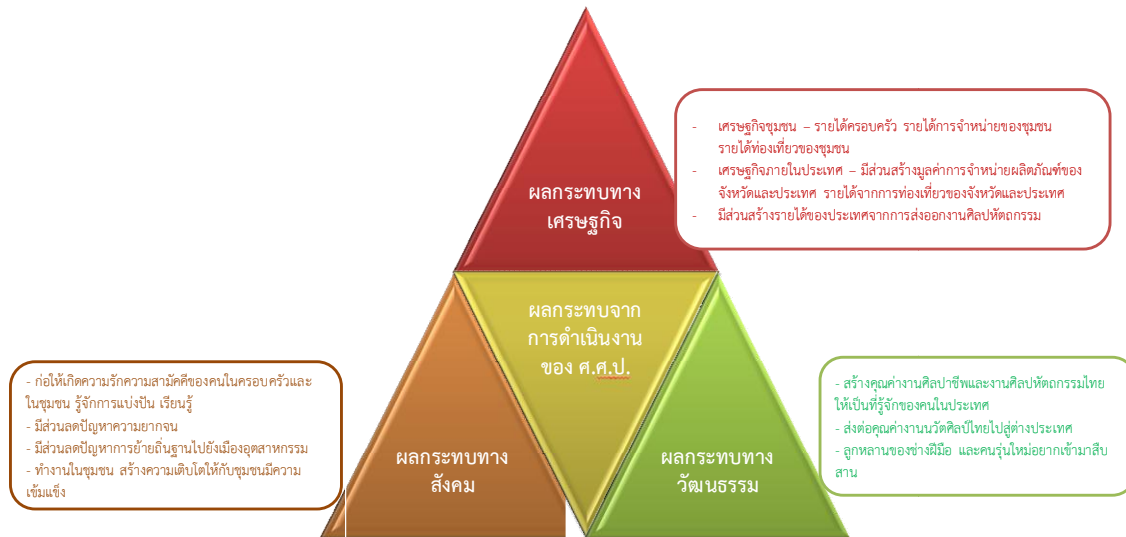 ผลกระทบทาง
เศรษฐกิจ
- เศรษฐกิจชุมชน – รายได้ครอบครัว รายได้การจำหน่ายของชุมชน
รายได้ท่องเที่ยวของชุมชน
- เศรษฐกิจภายในประเทศ – มีส่วนสร้างมูลค่าการจำหน่ายผลิตภัณฑ์ของ
จังหวัดและประเทศ รายได้จากการท่องเที่ยวของจังหวัดและประเทศ
- มีส่วนสร้างรายได้ของประเทศจากการส่งออกงานศิลปหัตถกรรม
ผลกระทบจาก
การดำเนินงาน
ของ ศ.ศ.ป.
- ก่อให้เกิดความรักความสามัคคีของคนในครอบครัวและ
ในชุมชน รู้จักการแบ่งปัน เรียนรู้
- มีส่วนลดปัญหาความยากจน
- มีส่วนลดปัญหาการย้ายถิ่นฐานไปยังเมืองอุตสาหกรรม
- ทำงานในชุมชน สร้างความเติบโตให้กับชุมชนมีความ
เข้มแข็ง
ผลกระทบทาง
สังคม
ผลกระทบทาง
วัฒนธรรม
- สร้างคุณค่างานศิลปาชีพและงานศิลปหัตถกรรมไทย
ให้เป็นที่รู้จักของคนในประเทศ
- ส่งต่อคุณค่างานนวัตศิลป์ไทยไปสู่ต่างประเทศ
- ลูกหลานของช่างฝีมือ และคนรุ่นใหม่อยากเข้ามาสืบ
สาน